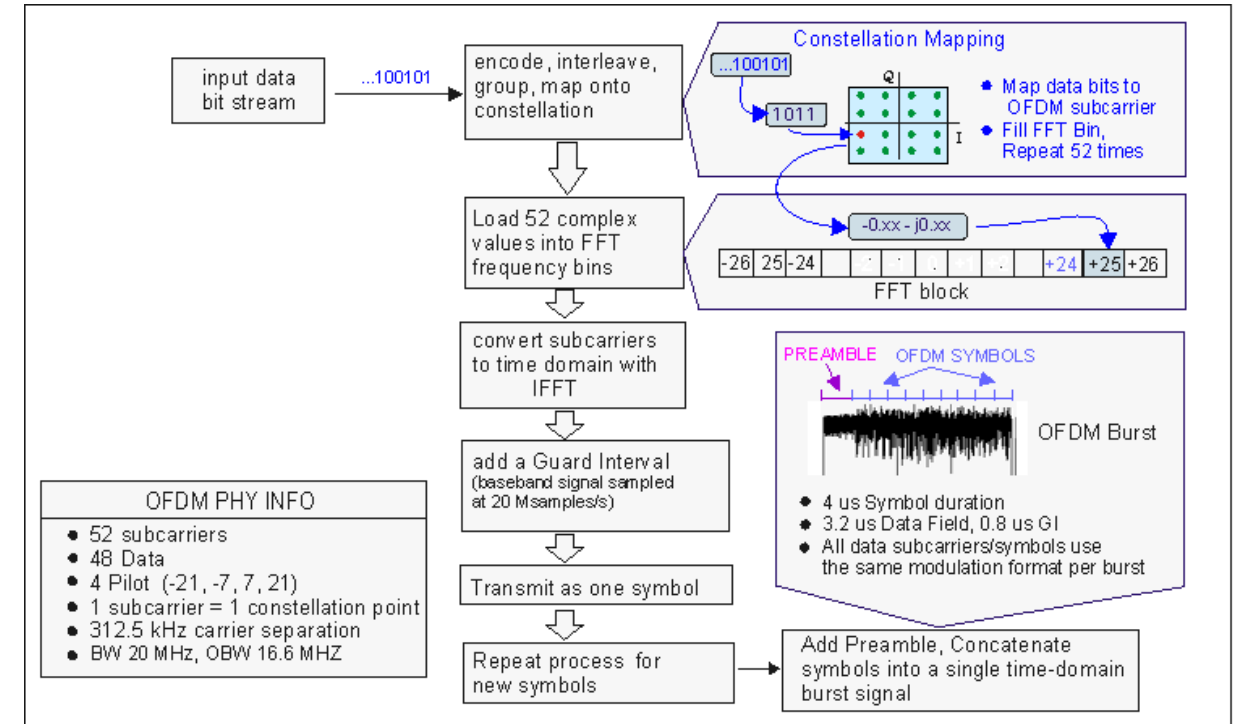 input data
bit stream
...100101
encode, interleave,
group, map onto
constellation
Constellation Mapping
...100101
1011
Q
I
Map data bits to
OFDM subcarrier
Fill FFT Bin,
Repeat 52 times
Load 52 complex
values into FFT
frequency bins
-0.xx - j0.xx
-26 25 -24 -2 -1 0 +1 +2 +24 +25 +26
FFT block
convert subcarriers
to time domain with
IFFT
add a Guard Interval
(baseband signal sampled
at 20 Msamples/s)
Transmit as one symbol
Repeat process for
new symbols
PREAMBLE OFDM SYMBOLS
OFDM Burst
4 us Symbol duration
3.2 us Data Field, 0.8 us GI
All data subcarriers/symbols use
the same modulation format per burst
Add Preamble, Concatenate
symbols into a single time-domain
burst signal
OFDM PHY INFO
52 subcarriers
48 Data
4 Pilot (-21, -7, 7, 21)
1 subcarrier = 1 constellation point
312.5 kHz carrier separation
BW 20 MHz, OBW 16.6 MHZ